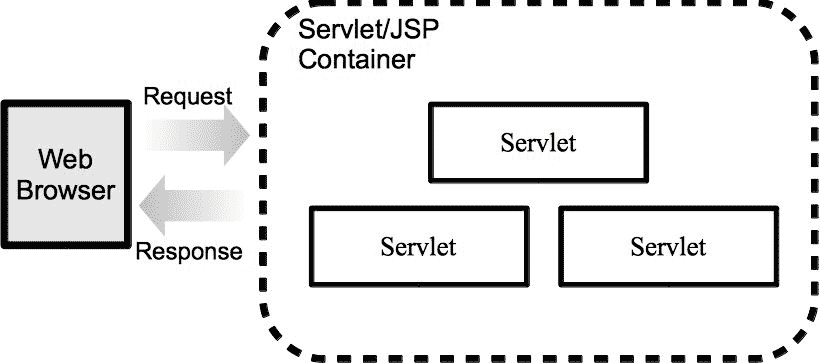 Servlet/JSP
Container
Request
Web
Browser
Response
Servlet
Servlet
Servlet